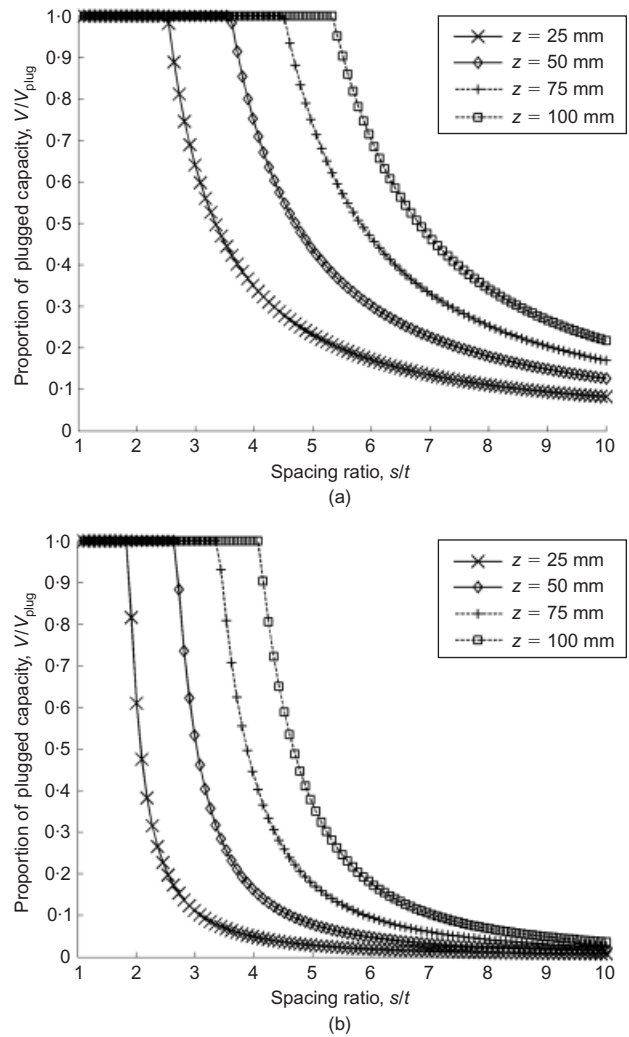 1·0
0·9
0·8
0·7
0·6
0·5
0·4
0·3
0·2
0·1
0
Proportion of plugged capacity, V/Vplug
z = 25 mm
z = 50 mm
z = 75 mm
z = 100 mm
1 2 3 4 5 6 7 8 9 10
Spacing ratio, s/t
(a)
1·0
0·9
0·8
0·7
0·6
0·5
0·4
0·3
0·2
0·1
0
Proportion of plugged capacity, V/Vplug
z = 25 mm
z = 50 mm
z = 75 mm
z = 100 mm
1 2 3 4 5 6 7 8 9 10
Spacing ratio, s/t
(b)